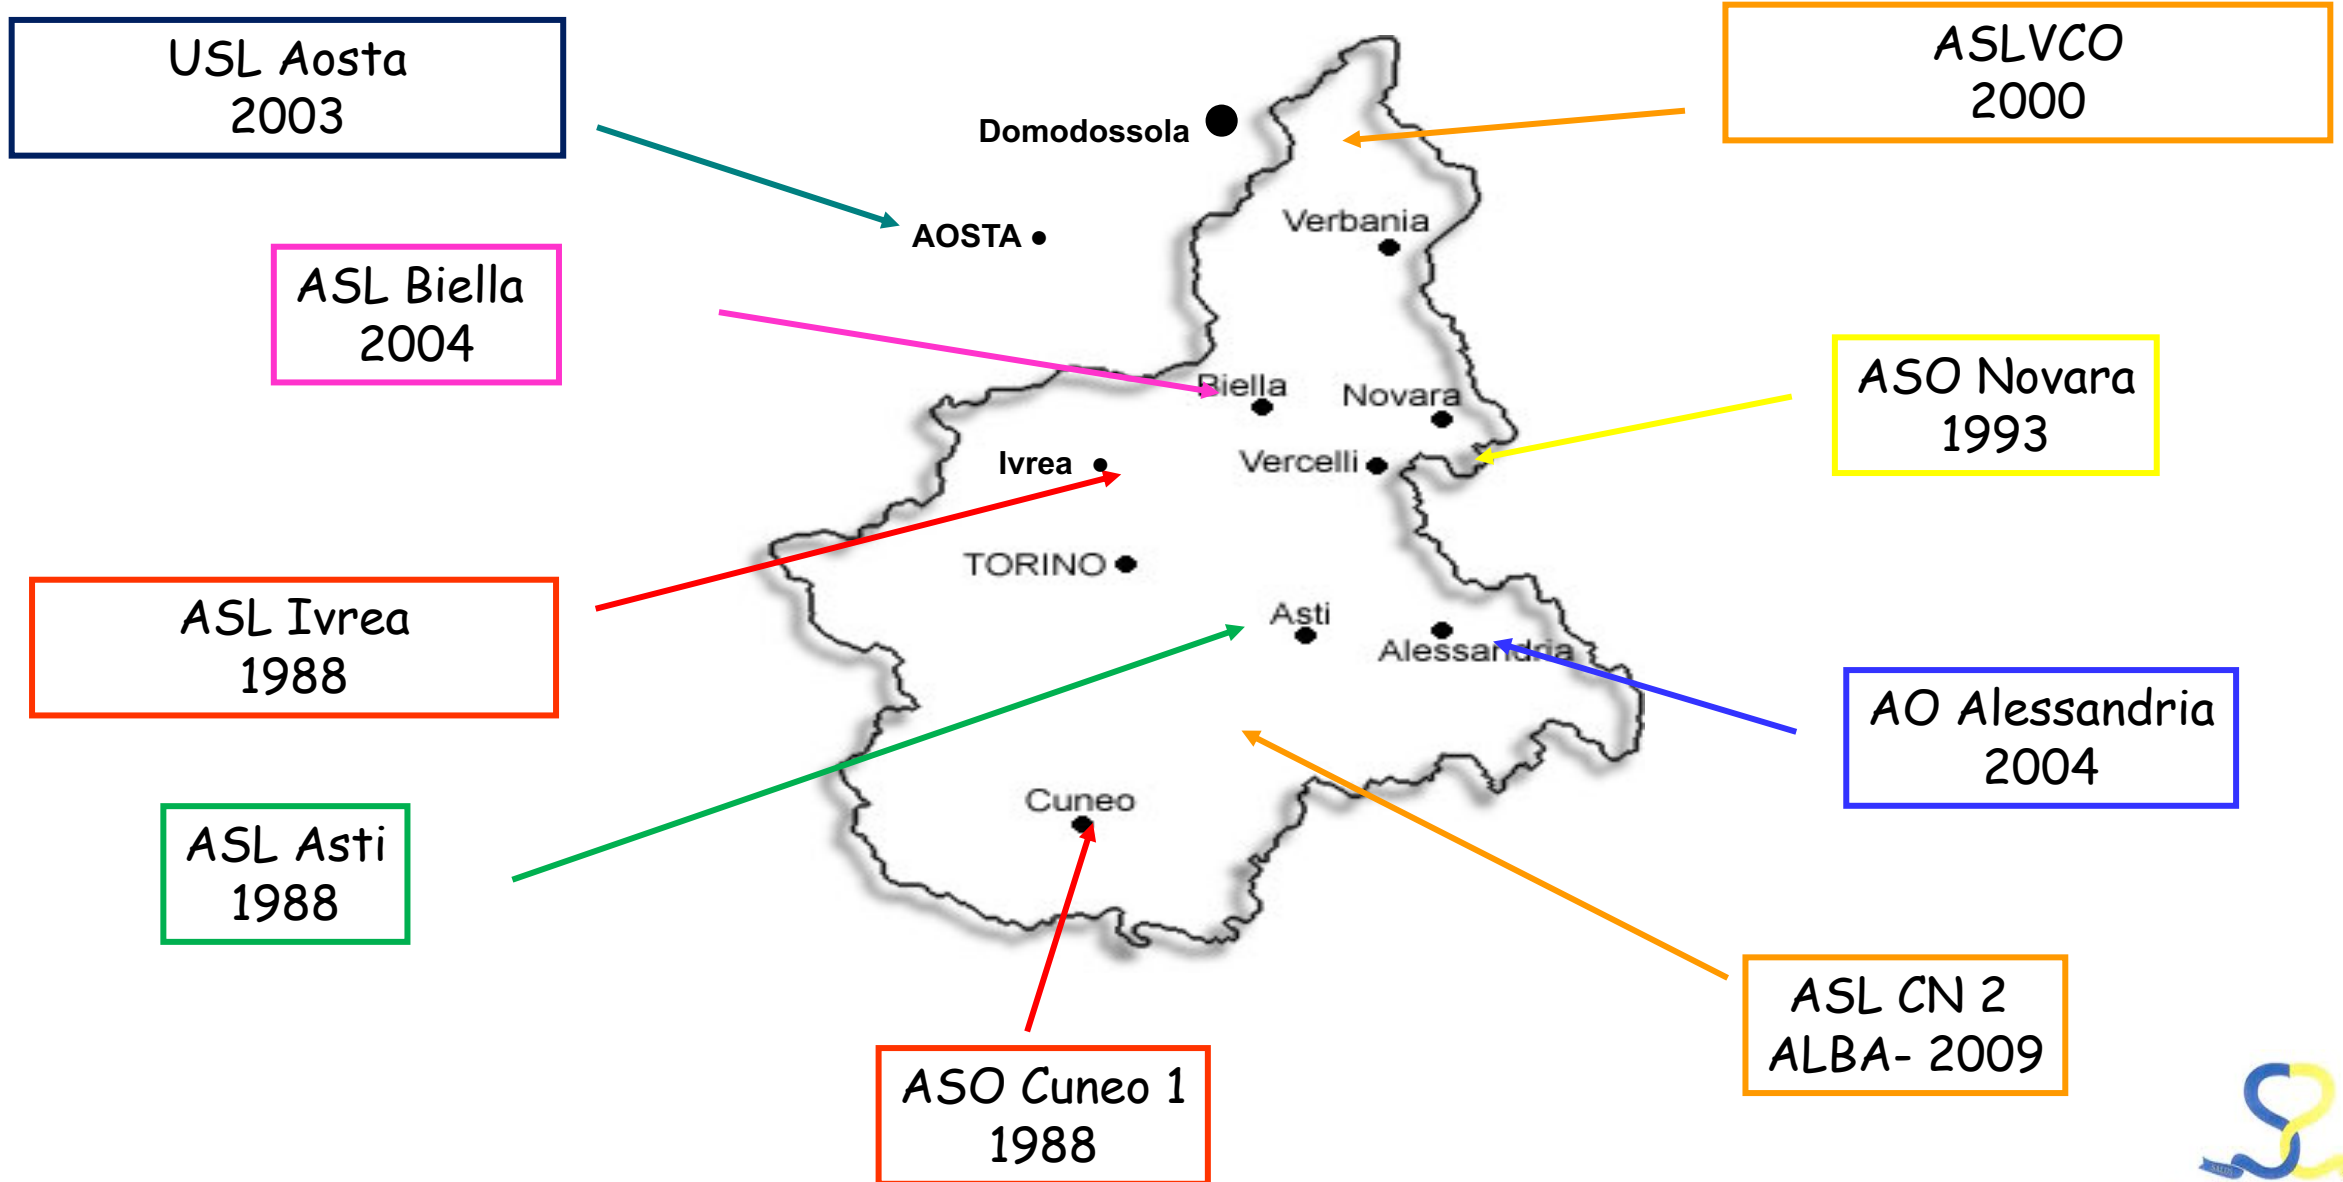 USL Aosta
2003
ASLVCO
2000
Domodossola
AOSTA
Verbania
ASL Biella
2004
Biella
Novara
ASO Novara
1993
Ivrea
Vercelli
TORINO
ASL Ivrea
1988
Asti
Alessandria
AO Alessandria
2004
ASL Asti
1988
Cuneo
ASL CN 2
ALBA- 2009
ASO Cuneo 1
1988